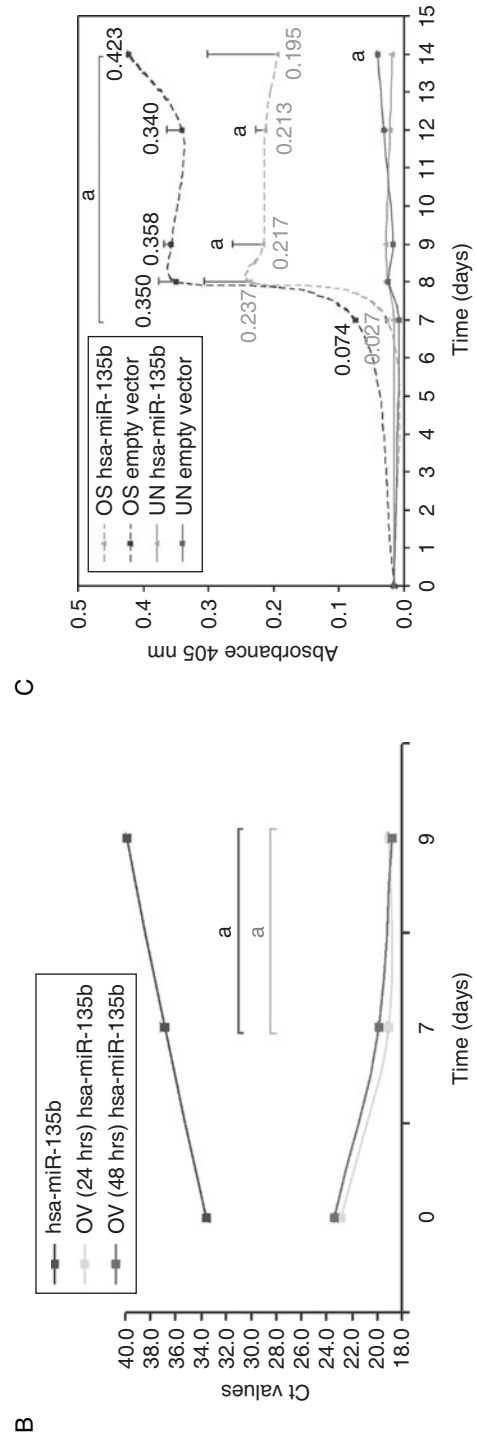 B
hsa-miR-135b
OV (24 hrs) hsa-miR-135b
OV (48 hrs) hsa-miR-135b
Ct values
40.0
38.0
36.0
34.0
32.0
30.0
28.0
26.0
24.0
22.0
20.0
18.0
a
a
0
7
9
Time (days)
C
OS hsa-miR-135b
OS empty vector
UN hsa-miR-135b
UN empty vector
Absorbance 405 nm
0.5
0.4
0.3
0.2
0.1
0.0
a
0.423
0.340
0.358
0.350
0.074
0.195
0.213
0.217
0.237
0.027
a
a
a
0 1 2 3 4 5 6 7 8 9 10 11 12 13 14 15
Time (days)